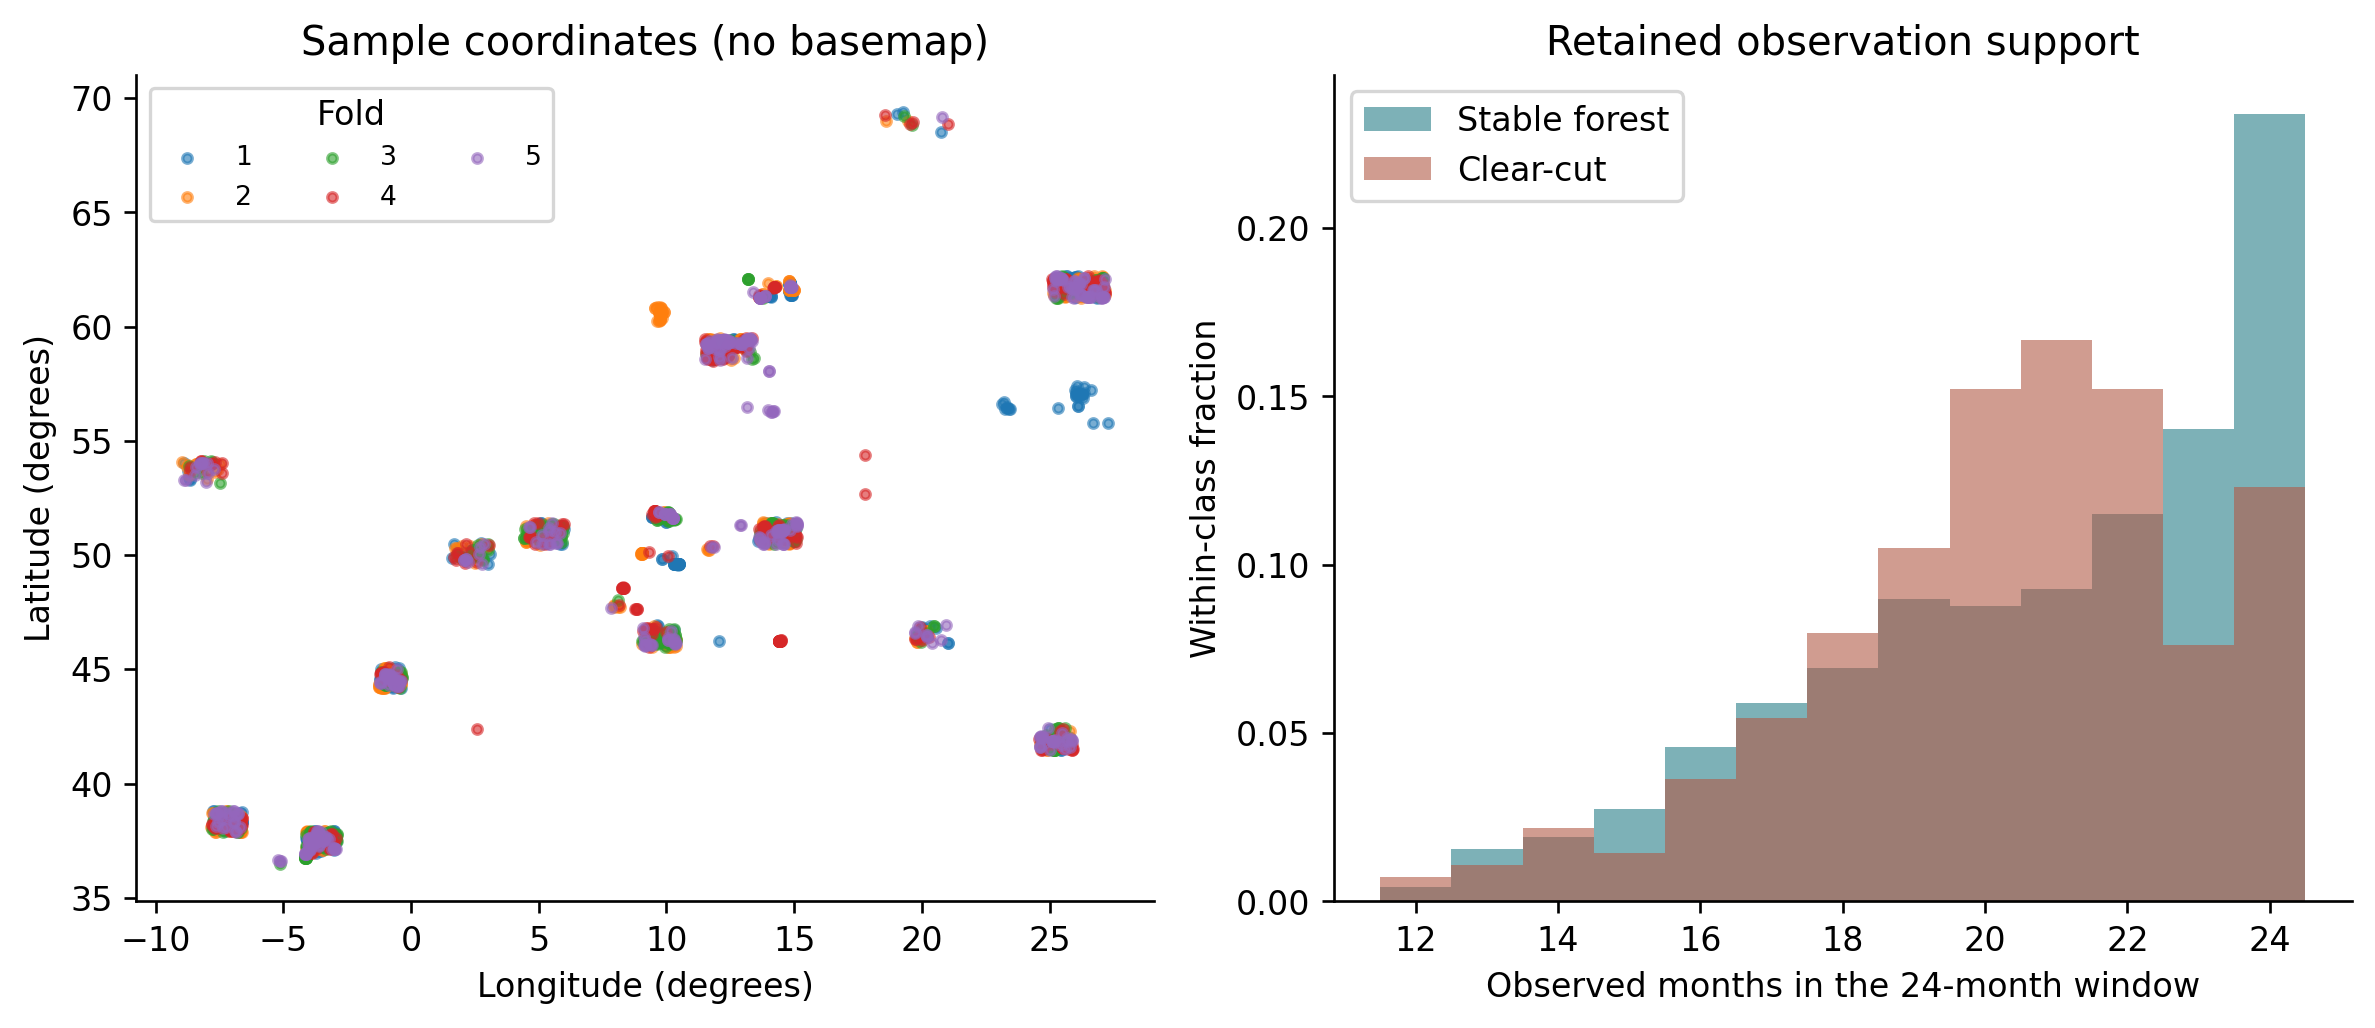 Sample coordinates (no basemap)
Fold
1 3 5
2 4
70
65
60
55
50
45
40
35
−10 −5 0 5 10 15 20 25
Latitude (degrees)
Longitude (degrees)
Retained observation support
Stable forest
Clear-cut
0.20
0.15
0.10
0.05
0.00
12 14 16 18 20 22 24
Within-class fraction
Observed months in the 24-month window